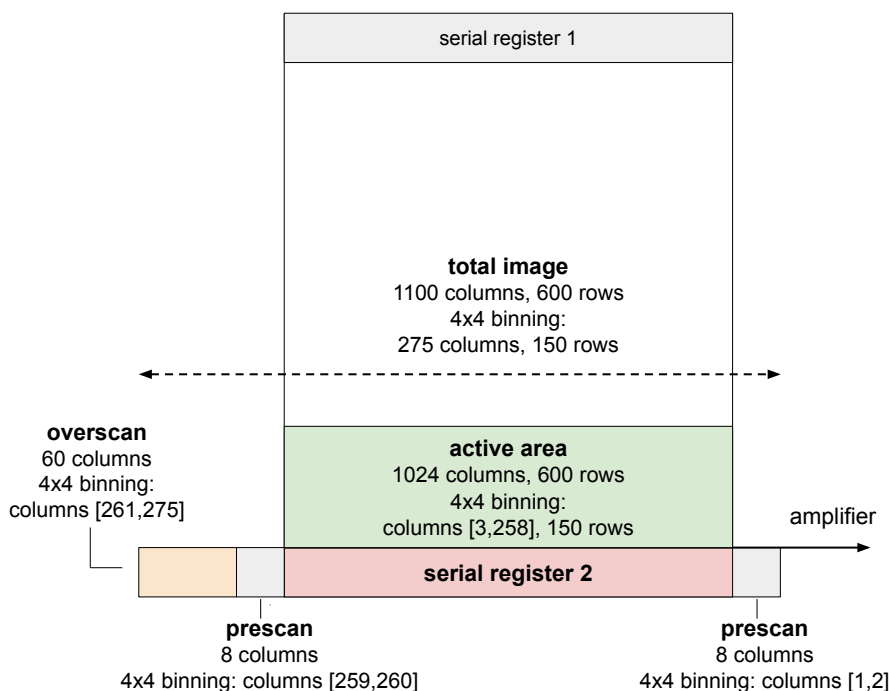 serial register 1
total image
1100 columns, 600 rows
4x4 binning:
275 columns, 150 rows
overscan
60 columns
4x4 binning:
columns [261,275]
active area
1024 columns, 600 rows
4x4 binning:
columns [3,258], 150 rows
amplifier
serial register 2
prescan
8 columns
4x4 binning: columns [259,260]
prescan
8 columns
4x4 binning: columns [1,2]